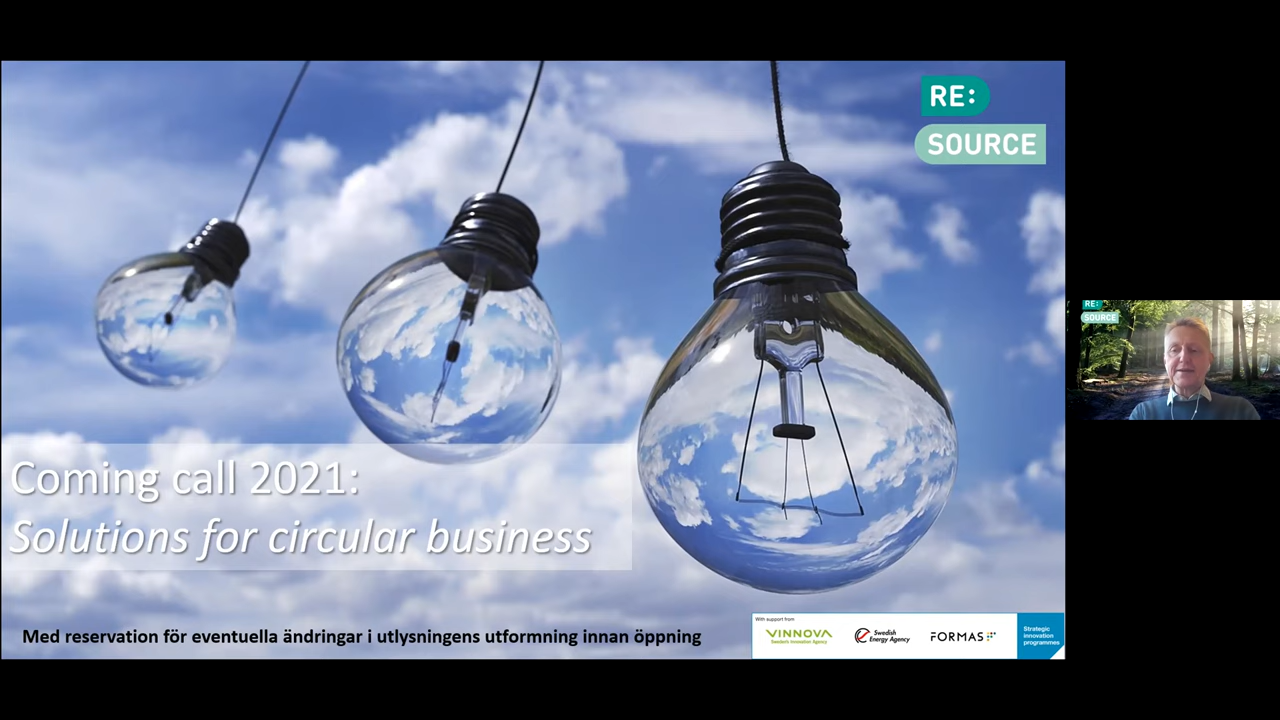 RE:
SOURCE
Coming call 2021:
Solutions for circular business
Med reservation för eventuella ändringar i utlysningens utformning innan öppning
With support from
VINNOVA
Sweden's Innovation Agency
Swedish
Energy Agency
FORMAS
Strategic
innovation
programmes
RE:
SOURCE